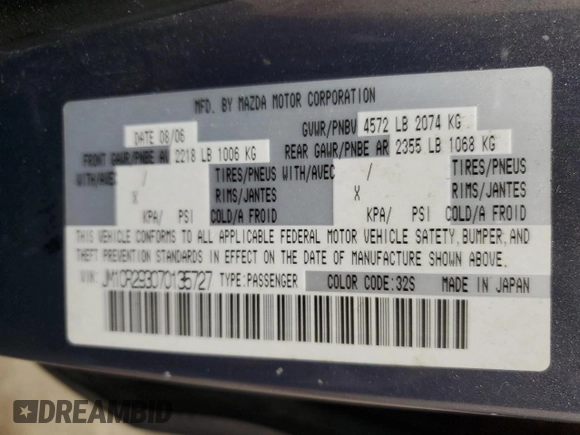 MFD. BY MAZDA MOTOR CORPORATION
DATE 08/06 GVWR/PNBV 4572 LB 2074 KG
FRONT GAWR/PNBE AV 2218 LB 1006 KG REAR GAWR/PNBE AR 2355 LB 1068 KG
WITH/AVEC / TIRES/PNEUS WITH/AVEC / TIRES/PNEUS
X RIMS/JANTES X RIMS/JANTES
KPA/ PSI COLD/A FROID KPA/ PSI COLD/A FROID
THIS VEHICLE CONFORMS TO ALL APPLICABLE FEDERAL MOTOR VEHICLE SAFETY, BUMPER, AND
THEFT PREVENTION STANDARDS IN EFFECT ON THE DATE OF MANUFACTURE SHOWN ABOVE.
VIN: JM1CR293070135727 TYPE:PASSENGER COLOR CODE:32S MADE IN JAPAN
DREAMBID